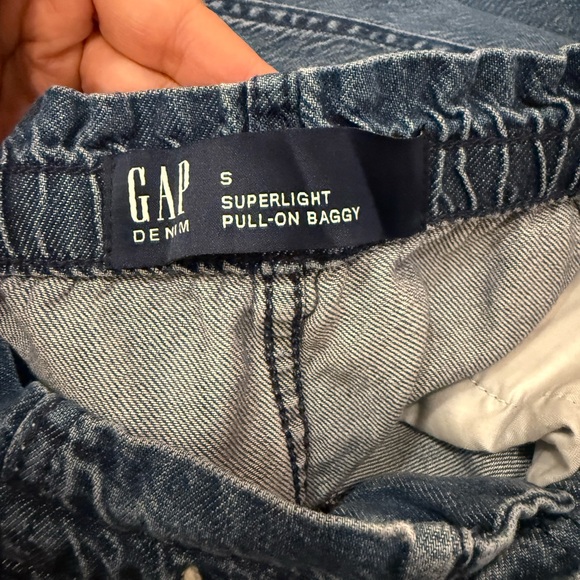 GAP
DENIM
S
SUPERLIGHT
PULL-ON BAGGY